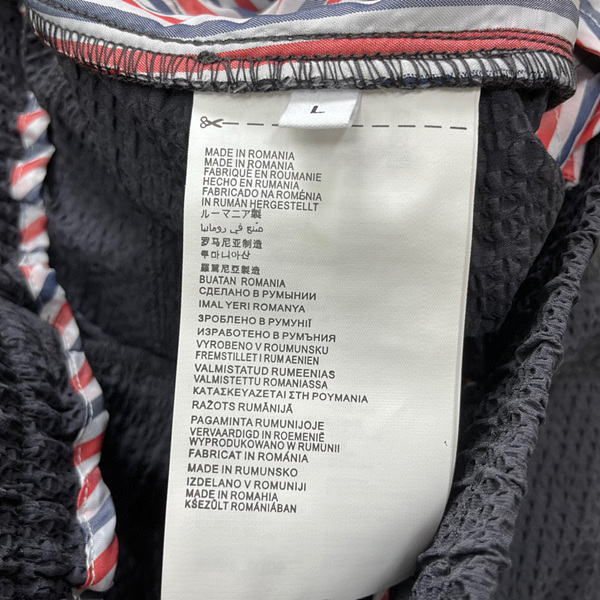 L
MADE IN ROMANIA
MADE IN ROMANIA
FABRIQUÉ EN ROUMANIE
HECHO EN RUMANIA
FABRICADO NA ROMÉNIA
IN RUMÄN HERGESTELLT
ルーマニア製
صنع في رومانيا
罗马尼亚制造
루마니아산
羅馬尼亞製造
BUATAN ROMANIA
СДЕЛАНО В РУМЫНИИ
IMAL YERI ROMANYA
ЗРОБЛЕНО В РУМУНІЇ
ИЗРАБОТЕНО В РУМЪНИЯ
VYROBENO V ROUMUNSKU
FREMSTILLET I RUMAENIEN
VALMISTATUD RUMEENIAS
VALMISTETTU ROMANIASSA
ΚΑΤΑΣΚΕΥΑΖΕΤΑΙ ΣΤΗ ΡΟΥΜΑΝΙΑ
RAŽOTS RUMĀNIJĀ
PAGAMINTA RUMUNIJOJE
VERVAARDIGD IN ROEMENIË
WYPRODUKOWANO W RUMUNII
FABRICAT IN ROMÂNIA
MADE IN RUMUNSKO
IZDELANO V ROMUNIJI
MADE IN ROMAHIA
KŠEZŰLT ROMÁNIÁBAN